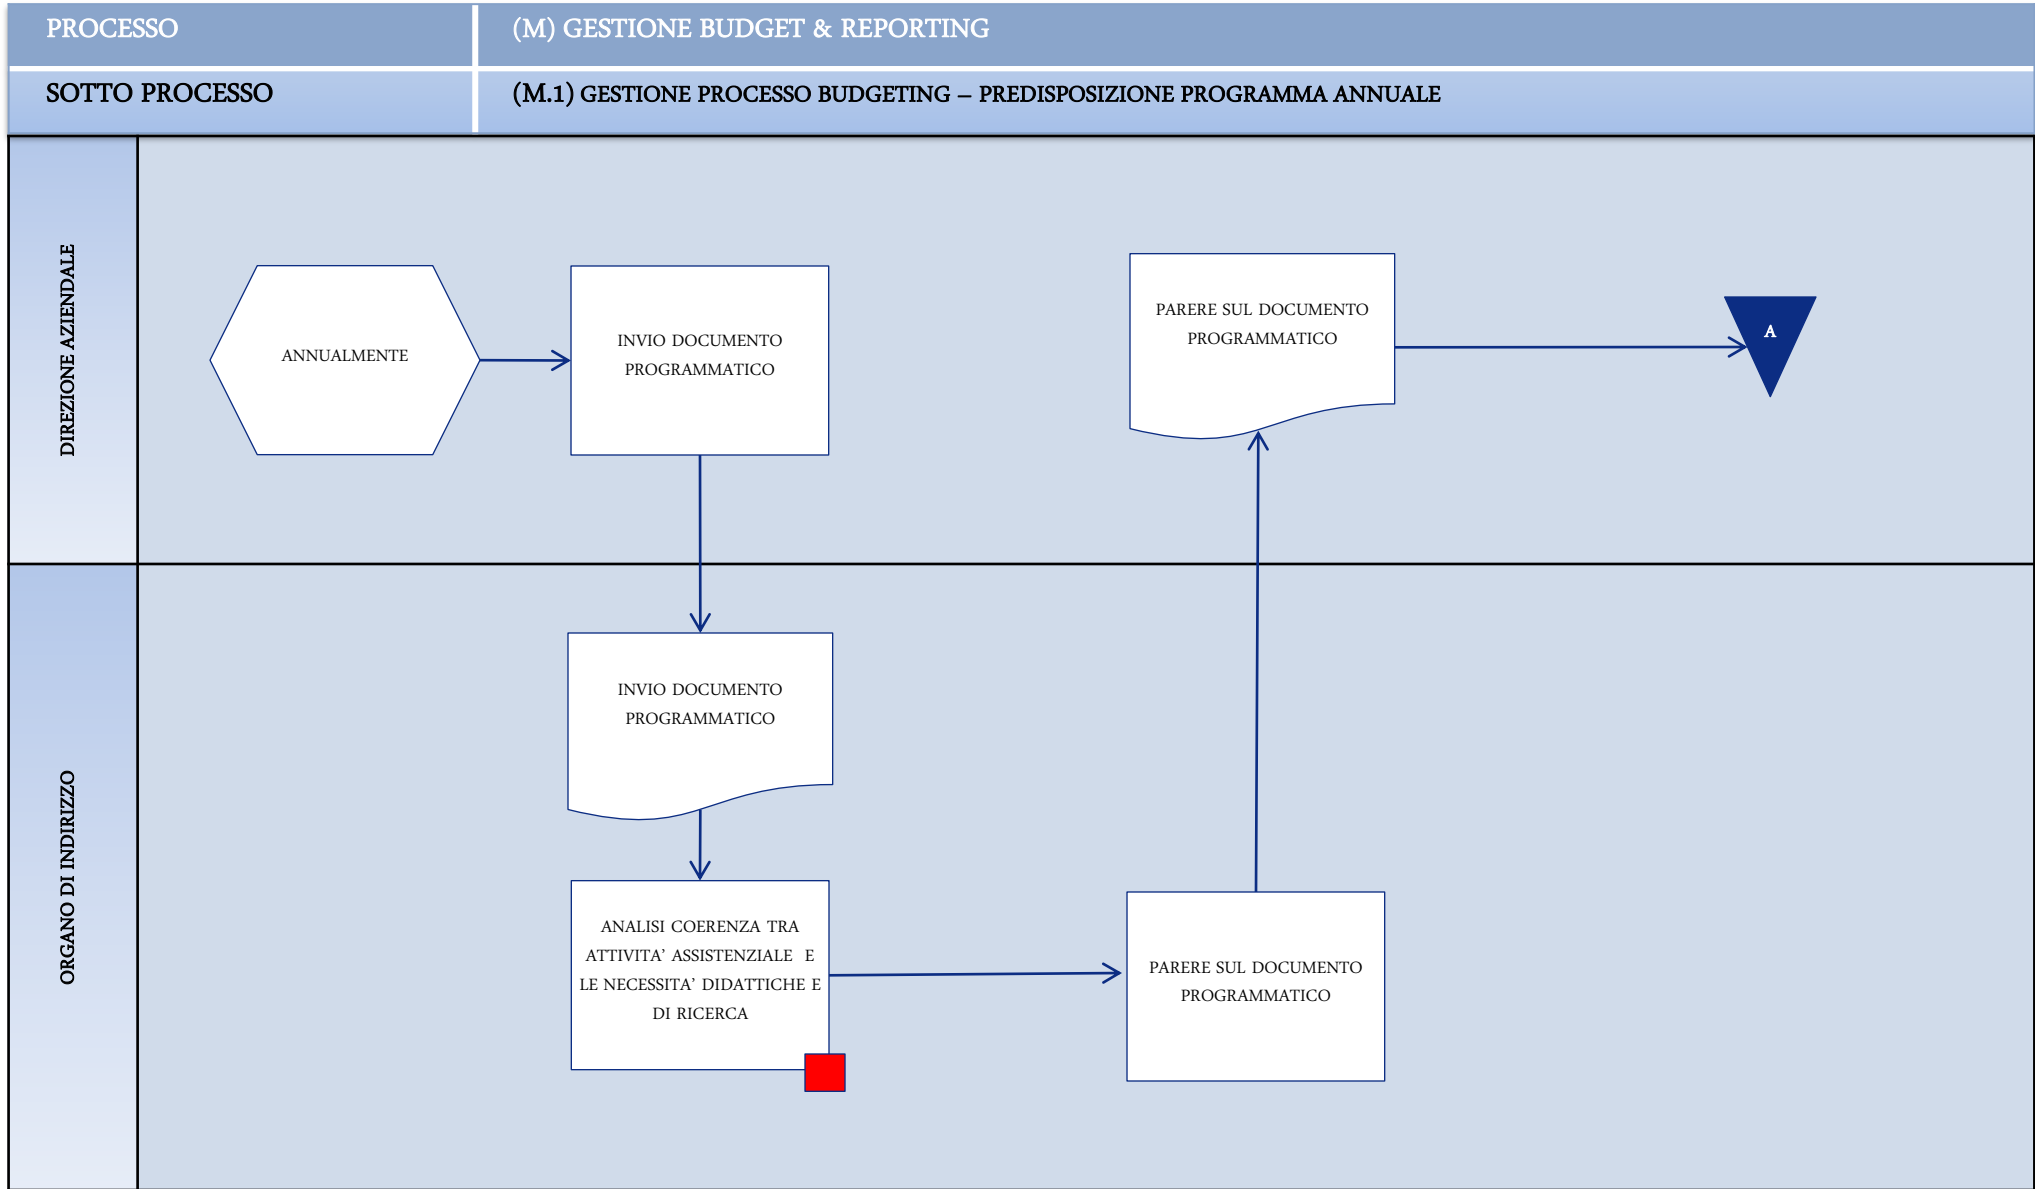 PROCESSO
(M) GESTIONE BUDGET & REPORTING
SOTTO PROCESSO
(M.1) GESTIONE PROCESSO BUDGETING – PREDISPOSIZIONE PROGRAMMA ANNUALE
DIREZIONE AZIENDALE
ANNUALMENTE
INVIO DOCUMENTO
PROGRAMMATICO
PARERE SUL DOCUMENTO
PROGRAMMATICO
A
ORGANO DI INDIRIZZO
INVIO DOCUMENTO
PROGRAMMATICO
ANALISI COERENZA TRA
ATTIVITA’ ASSISTENZIALE E
LE NECESSITA’ DIDATTICHE E
DI RICERCA
PARERE SUL DOCUMENTO
PROGRAMMATICO